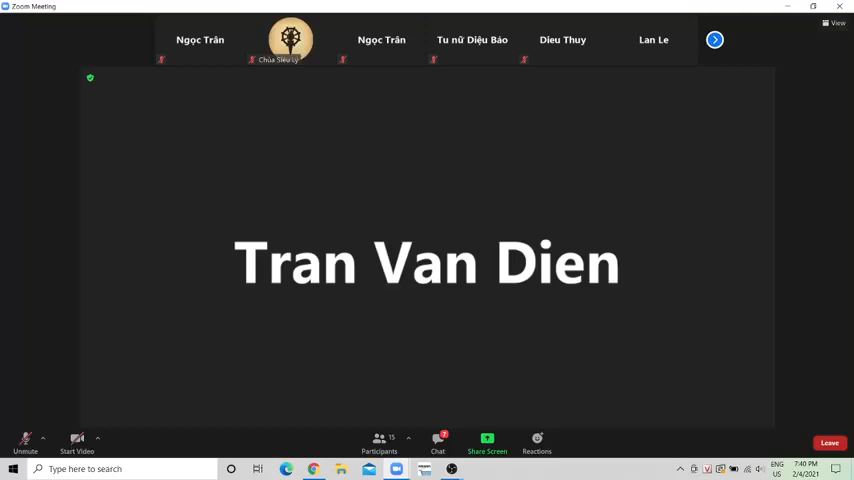 Zoom Meeting
View
Ngọc Trân
Chùa Siêu Lý
Ngọc Trân
Tu nữ Diệu Bảo
Dieu Thuy
Lan Le
Tran Van Dien
Unmute
Start Video
15
Participants
7
Chat
Share Screen
Reactions
Leave
Type here to search
ENG
US
7:40 PM
2/4/2021